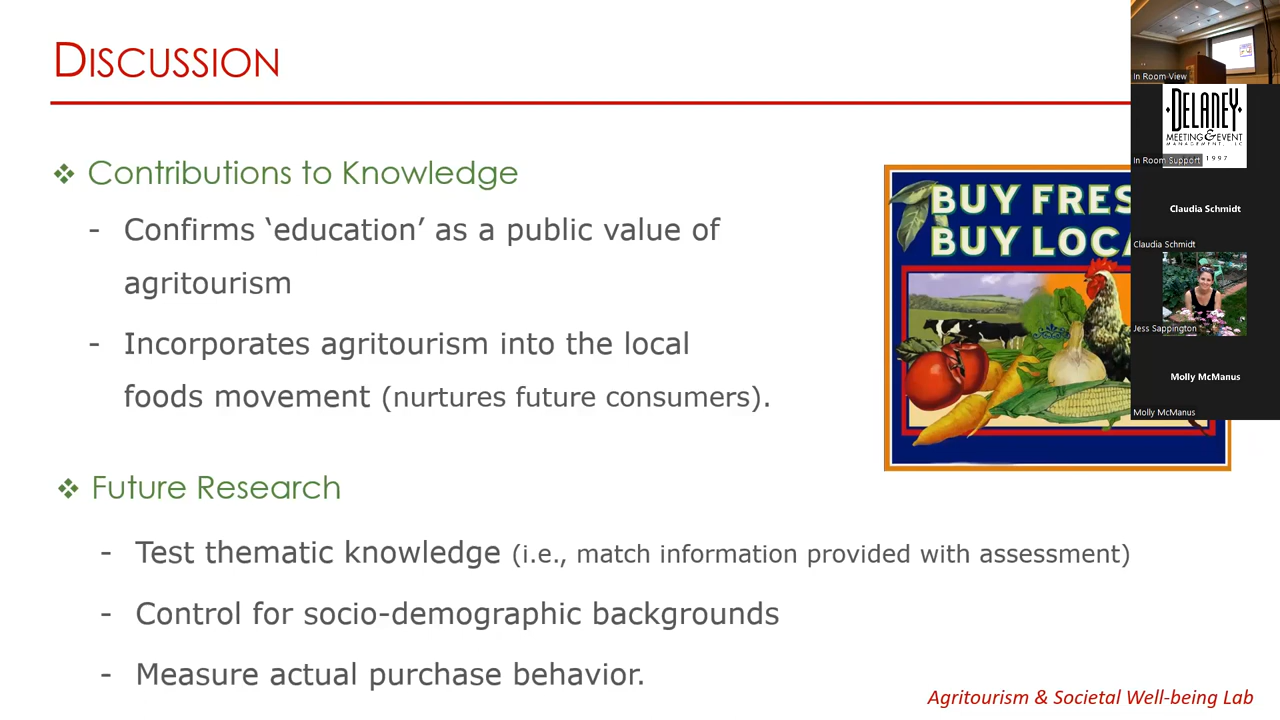 DISCUSSION
❖ Contributions to Knowledge
- Confirms ‘education’ as a public value of
agritourism
- Incorporates agritourism into the local
foods movement (nurtures future consumers).
❖ Future Research
- Test thematic knowledge (i.e., match information provided with assessment)
- Control for socio-demographic backgrounds
- Measure actual purchase behavior.
BUY FRES
BUY LOCA
Agritourism & Societal Well-being Lab
In Room View
DELANEY
MEETING & EVENT
MANAGEMENT, LLC
1997
In Room Support
Claudia Schmidt
Claudia Schmidt
Jess Sappington
Molly McManus
Molly McManus